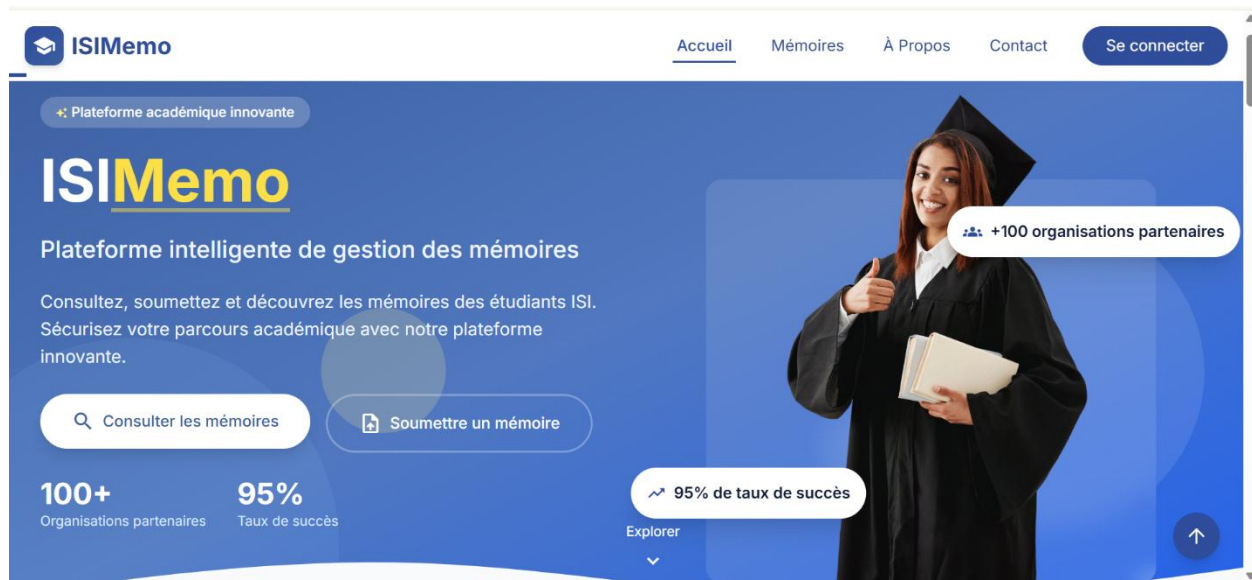 ISIMemo
Accueil Mémoires À Propos Contact Se connecter
Plateforme académique innovante
ISIMemo
Plateforme intelligente de gestion des mémoires
Consultez, soumettez et découvrez les mémoires des étudiants ISI.
Sécurisez votre parcours académique avec notre plateforme
innovante.
Consulter les mémoires
Soumettre un mémoire
100+
Organisations partenaires
95%
Taux de succès
+100 organisations partenaires
95% de taux de succès
Explorer